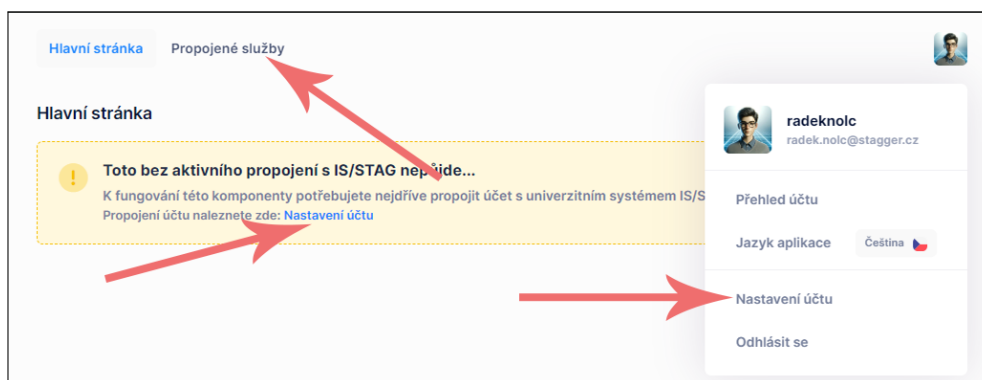 Hlavní stránka Propojené služby
Hlavní stránka
Toto bez aktivního propojení s IS/STAG nepůjde...
K fungování této komponenty potřebujete nejdříve propojit účet s univerzitním systémem IS/S
Propojení účtu naleznete zde: Nastavení účtu
radeknolc
radek.nolc@stagger.cz
Přehled účtu
Jazyk aplikace Čeština
Nastavení účtu
Odhlásit se